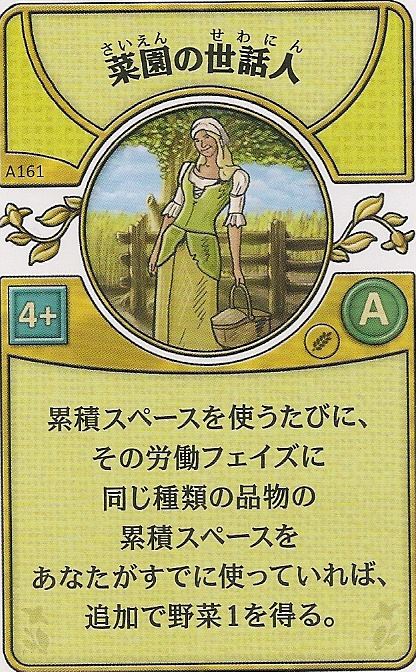 さいえん せわにん
菜園の世話人
A161
4+
A
累積スペースを使うたびに、
その労働フェイズに
同じ種類の品物の
累積スペースを
あなたがすでに使っていれば、
追加で野菜1を得る。